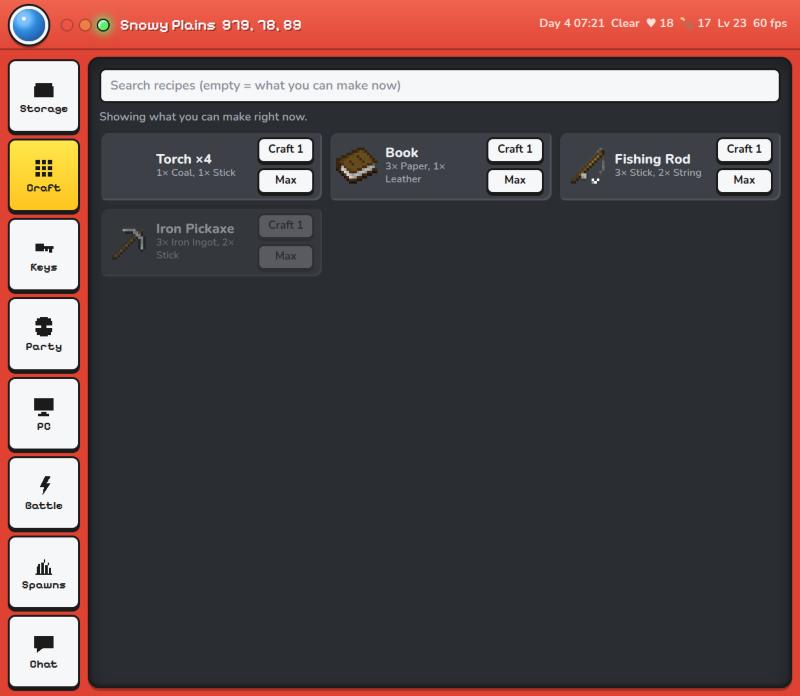 Snowy Plains 979, 78, 89
Day 4 07:21 Clear ♥ 18 🍗 17 Lv 23 60 fps
Storage
Craft
Keys
Party
PC
Battle
Spawns
Chat
Search recipes (empty = what you can make now)
Showing what you can make right now.
Torch ×4
1× Coal, 1× Stick
Craft 1
Max
Book
3× Paper, 1×
Leather
Craft 1
Max
Fishing Rod
3× Stick, 2× String
Craft 1
Max
Iron Pickaxe
3× Iron Ingot, 2×
Stick
Craft 1
Max